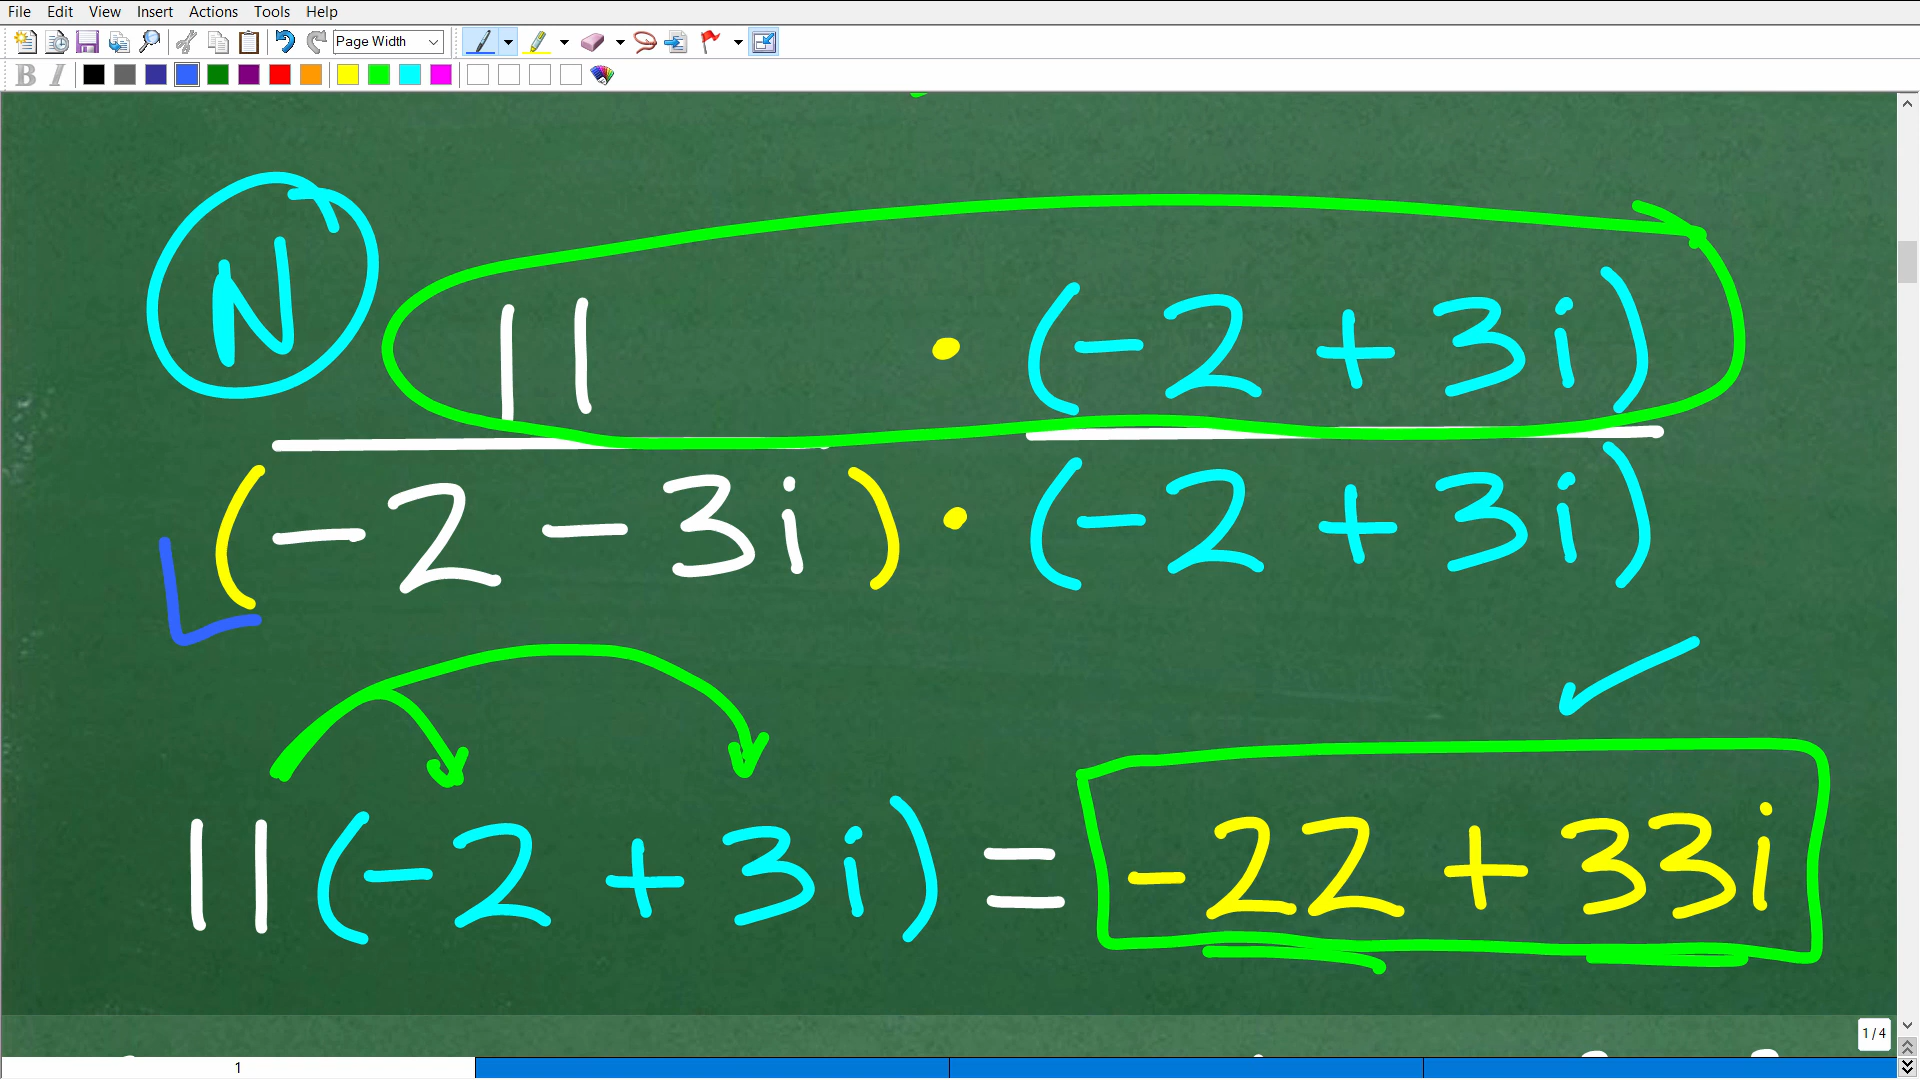 File Edit View Insert Actions Tools Help
Page Width
B I
N
11 · (-2 + 3i)
(-2 - 3i) · (-2 + 3i)
11(-2 + 3i) = -22 + 33i
1 / 4
1